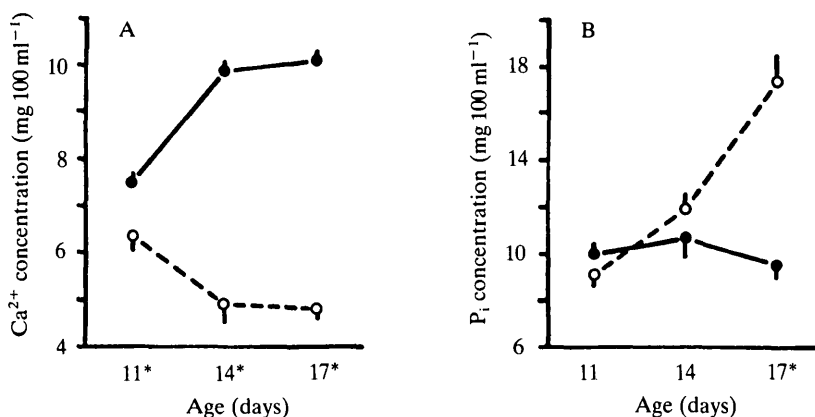 A
Ca²⁺ concentration (mg 100 ml⁻¹)
10
8
6
4
11* 14* 17*
Age (days)
B
P_i concentration (mg 100 ml⁻¹)
18
14
10
6
11 14 17*
Age (days)